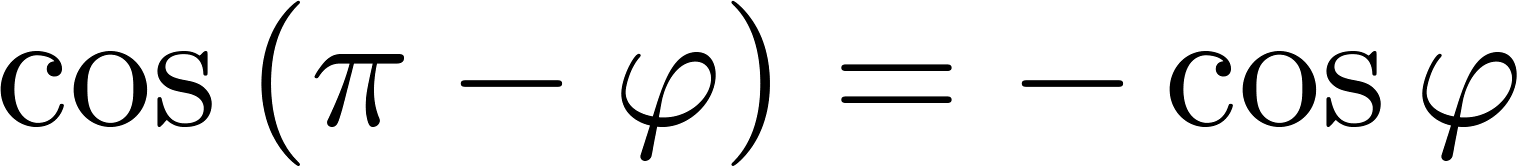 cos (π − φ) = − cos φ